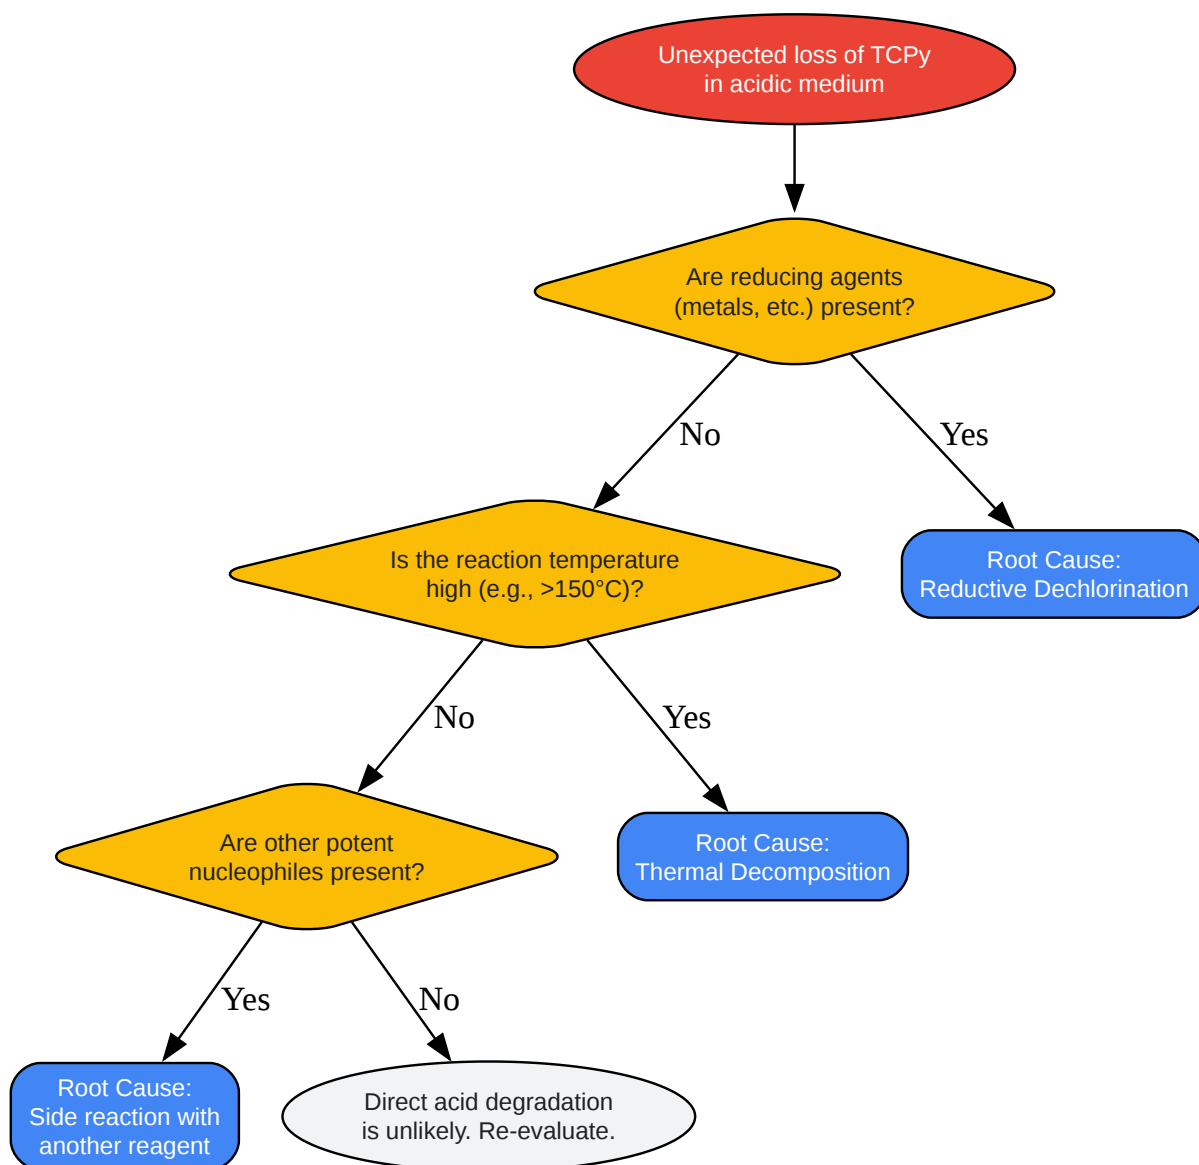 Unexpected loss of TCPy
in acidic medium
Are reducing agents
(metals, etc.) present?
No
Yes
Is the reaction temperature
high (e.g., >150°C)?
Root Cause:
Reductive Dechlorination
No
Yes
Are other potent
nucleophiles present?
Root Cause:
Thermal Decomposition
Yes
No
Root Cause:
Side reaction with
another reagent
Direct acid degradation
is unlikely. Re-evaluate.